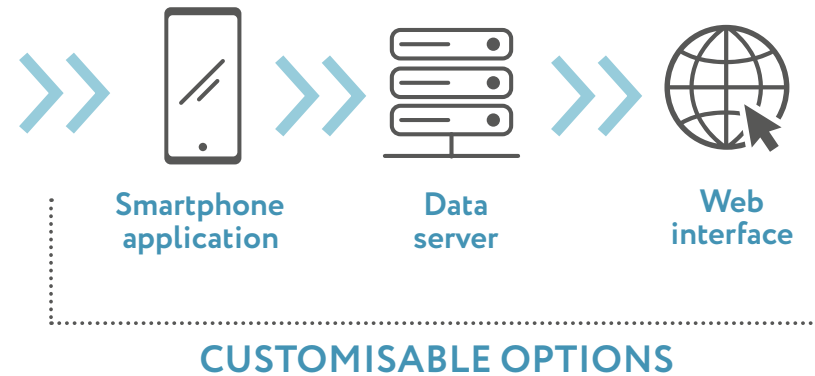 Smartphone
application
Data
server
Web
interface
CUSTOMISABLE OPTIONS